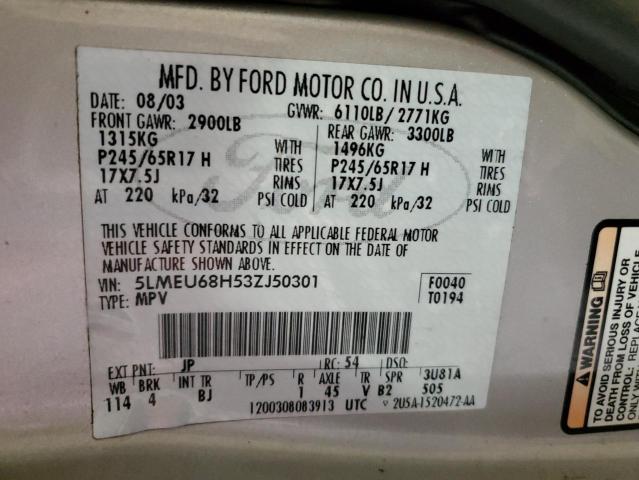 MFD. BY FORD MOTOR CO. IN U.S.A.
DATE: 08/03 GVWR: 6110LB/ 2771KG
FRONT GAWR: 2900LB REAR GAWR: 3300LB
1315KG WITH 1496KG WITH
P245/65R17 H TIRES P245/65R17 H TIRES
17X7.5J RIMS 17X7.5J RIMS
AT 220 kPa/32 PSI COLD AT 220 kPa/32 PSI COLD
Ford
THIS VEHICLE CONFORMS TO ALL APPLICABLE FEDERAL MOTOR
VEHICLE SAFETY STANDARDS IN EFFECT ON THE DATE OF
MANUFACTURE SHOWN ABOVE.
VIN: 5LMEU68H53ZJ50301 F0040
TYPE: MPV T0194
EXT PNT: JP RC: 54 DSO:
WB BRK INT TR TP/PS R AXLE TR SPR 3U81A
114 4 BJ 1 45 V B2 505
1200308083913 UTC 2U5A-1520472-AA
WARNING
SERIOUS INJURY OR
DEATH FROM LOSS OF VEHICLE